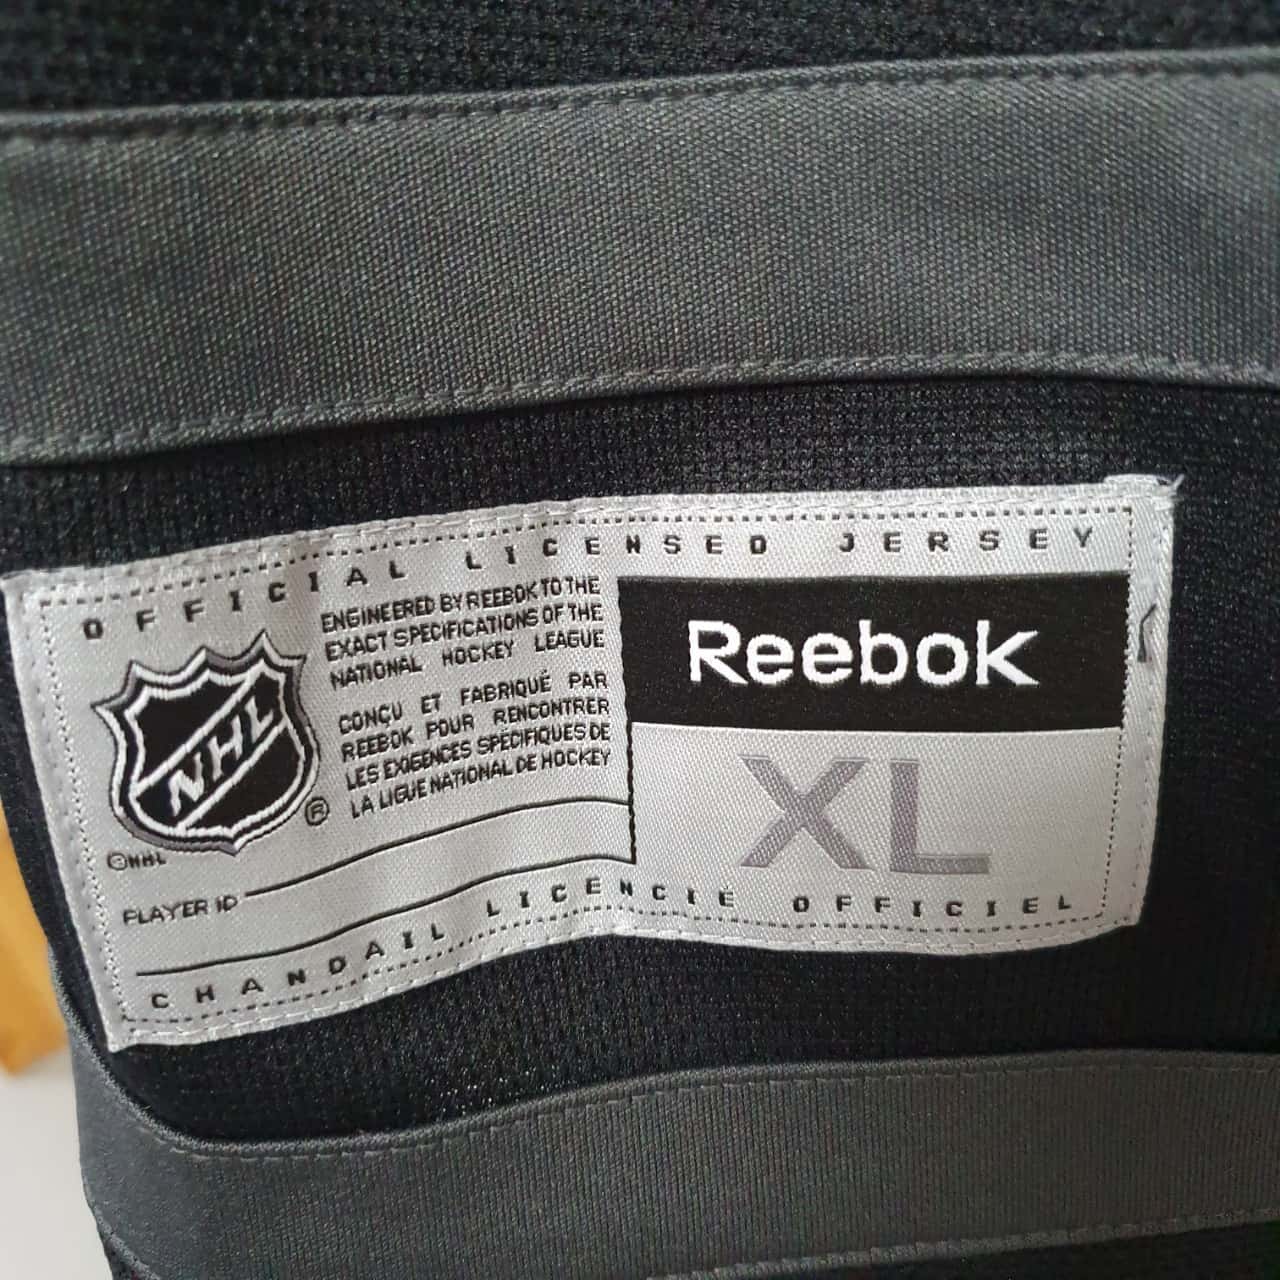 OFFICIAL LICENSED JERSEY
ENGINEERED BY REEBOK TO THE
EXACT SPECIFICATIONS OF THE
NATIONAL HOCKEY LEAGUE
CONÇU ET FABRIQUÉ PAR
REEBOK POUR RENCONTRER
LES EXIGENCES SPÉCIFIQUES DE
LA LIGUE NATIONAL DE HOCKEY
NHL
®
©NHL
Reebok
XL
PLAYER ID
CHANDAIL LICENCIÉ OFFICIEL